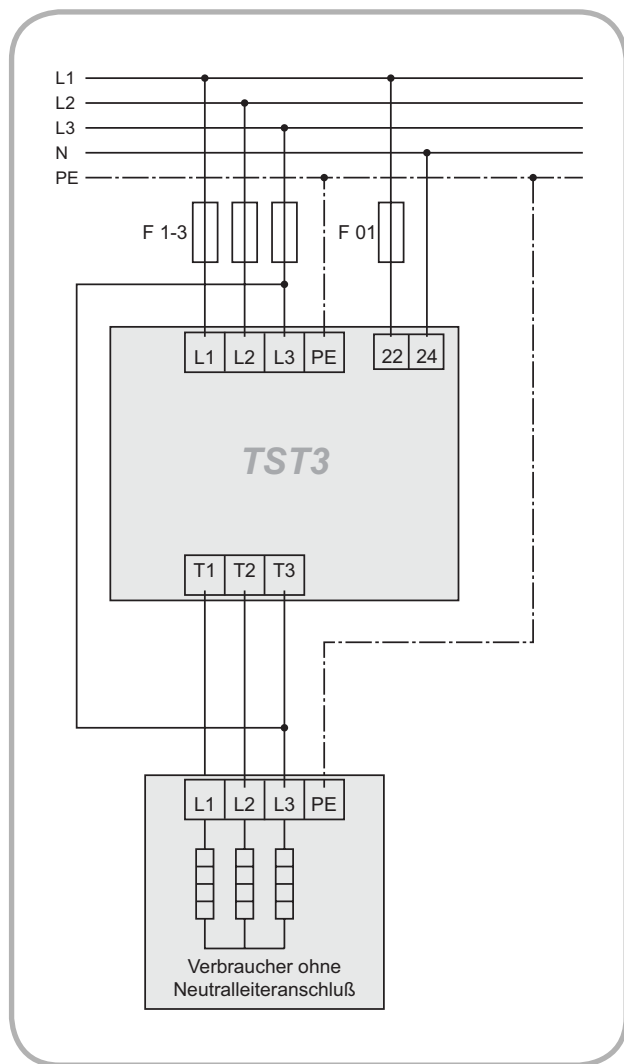 L1
L2
L3
N
PE
F 1-3
F 01
L1 L2 L3 PE 22 24
TST3
T1 T2 T3
L1 L2 L3 PE
Verbraucher ohne
Neutralleiteranschluß